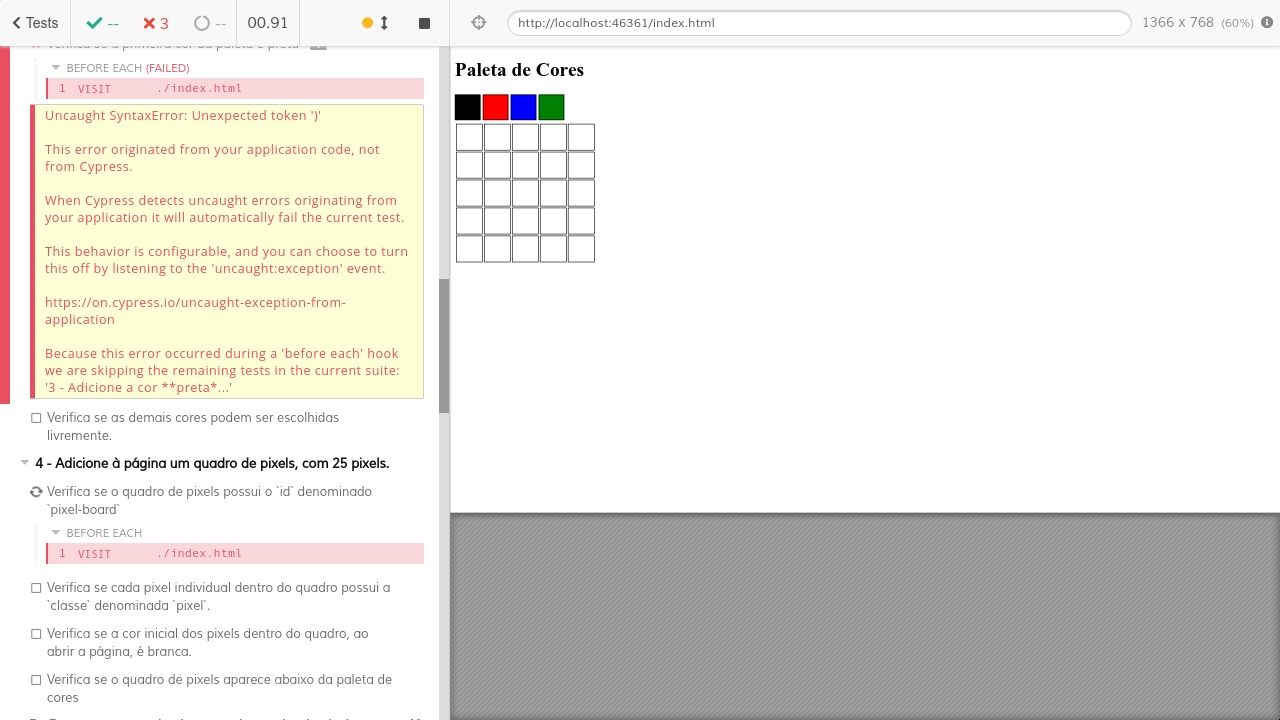 Tests
--
3
--
00.91
http://localhost:46361/index.html
1366 x 768 (60%)
Verifica se a primeira cor da paleta é preta
BEFORE EACH (FAILED)
1 VISIT ./index.html
Uncaught SyntaxError: Unexpected token ')'
This error originated from your application code, not
from Cypress.
When Cypress detects uncaught errors originating from
your application it will automatically fail the current test.
This behavior is configurable, and you can choose to turn
this off by listening to the 'uncaught:exception' event.
https://on.cypress.io/uncaught-exception-from-
application
Because this error occurred during a 'before each' hook
we are skipping the remaining tests in the current suite:
'3 - Adicione a cor **preta*...'
Verifica se as demais cores podem ser escolhidas
livremente.
4 - Adicione à página um quadro de pixels, com 25 pixels.
Verifica se o quadro de pixels possui o `id` denominado
`pixel-board`
BEFORE EACH
1 VISIT ./index.html
Verifica se cada pixel individual dentro do quadro possui a
`classe` denominada `pixel`.
Verifica se a cor inicial dos pixels dentro do quadro, ao
abrir a página, é branca.
Verifica se o quadro de pixels aparece abaixo da paleta de
cores
Paleta de Cores